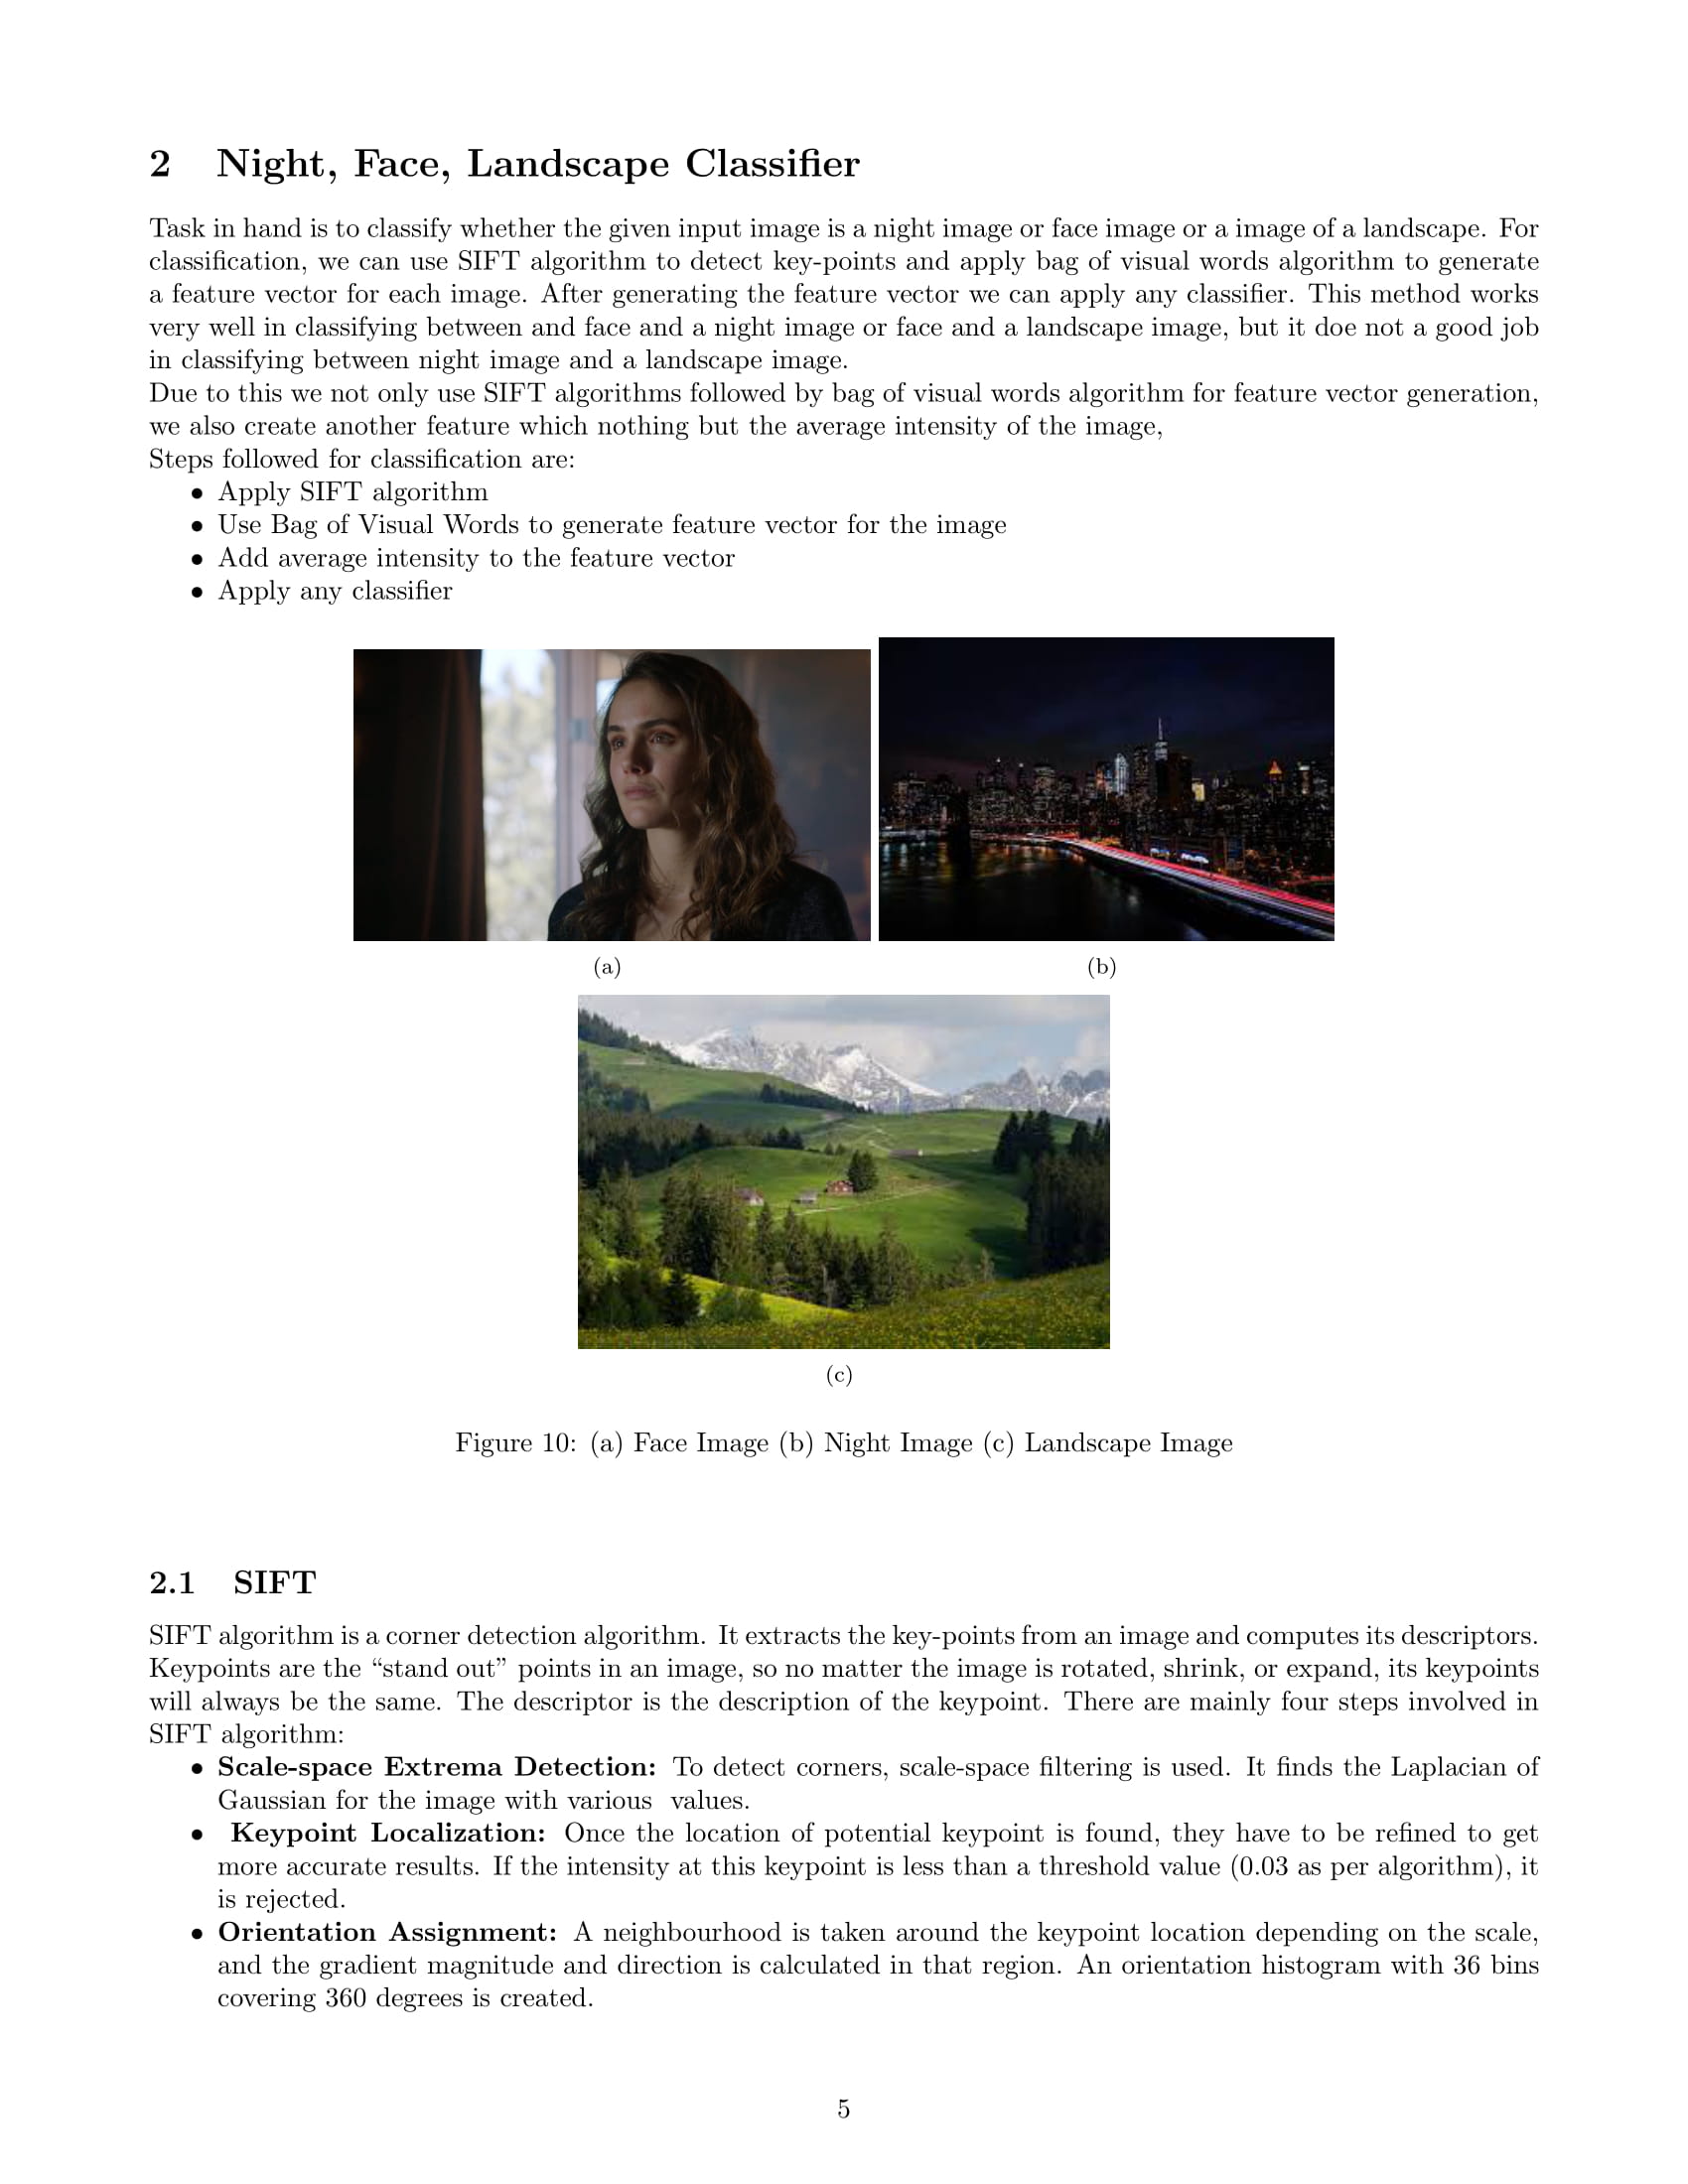 2 Night, Face, Landscape Classifier
Task in hand is to classify whether the given input image is a night image or face image or a image of a landscape. For
classification, we can use SIFT algorithm to detect key-points and apply bag of visual words algorithm to generate
a feature vector for each image. After generating the feature vector we can apply any classifier. This method works
very well in classifying between and face and a night image or face and a landscape image, but it doe not a good job
in classifying between night image and a landscape image.
Due to this we not only use SIFT algorithms followed by bag of visual words algorithm for feature vector generation,
we also create another feature which nothing but the average intensity of the image,
Steps followed for classification are:
• Apply SIFT algorithm
• Use Bag of Visual Words to generate feature vector for the image
• Add average intensity to the feature vector
• Apply any classifier
(a) (b)
(c)
Figure 10: (a) Face Image (b) Night Image (c) Landscape Image
2.1 SIFT
SIFT algorithm is a corner detection algorithm. It extracts the key-points from an image and computes its descriptors.
Keypoints are the “stand out” points in an image, so no matter the image is rotated, shrink, or expand, its keypoints
will always be the same. The descriptor is the description of the keypoint. There are mainly four steps involved in
SIFT algorithm:
• Scale-space Extrema Detection: To detect corners, scale-space filtering is used. It finds the Laplacian of
Gaussian for the image with various values.
• Keypoint Localization: Once the location of potential keypoint is found, they have to be refined to get
more accurate results. If the intensity at this keypoint is less than a threshold value (0.03 as per algorithm), it
is rejected.
• Orientation Assignment: A neighbourhood is taken around the keypoint location depending on the scale,
and the gradient magnitude and direction is calculated in that region. An orientation histogram with 36 bins
covering 360 degrees is created.
5